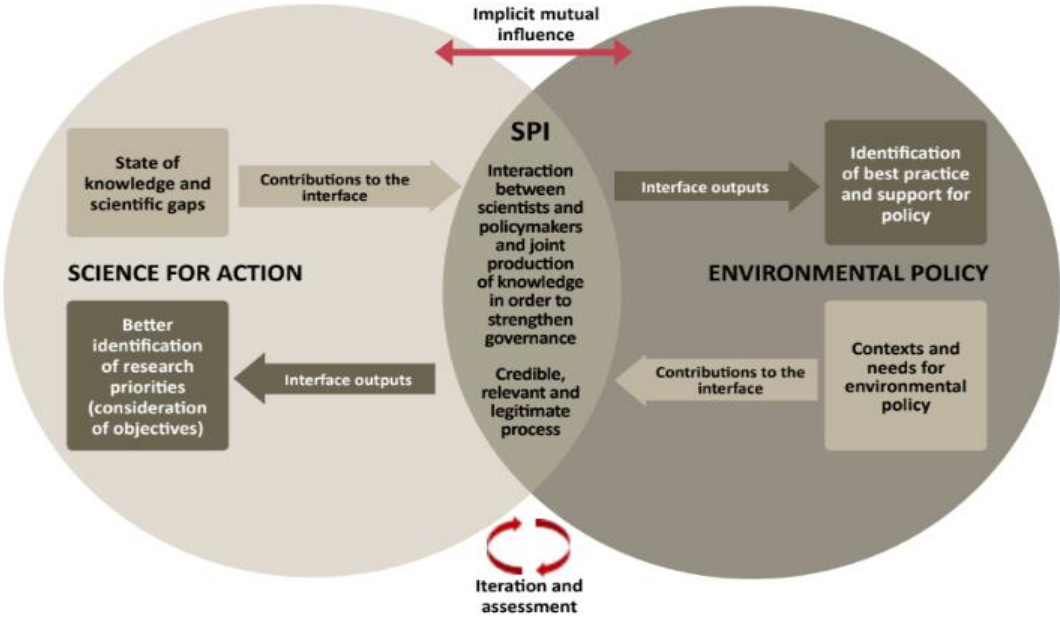 Implicit mutual
influence
SPI
Interaction
between
scientists and
policymakers
and joint
production
of knowledge
in order to
strengthen
governance
Credible,
relevant and
legitimate
process
State of
knowledge and
scientific gaps
Contributions to the
interface
Interface outputs
Identification
of best practice
and support for
policy
SCIENCE FOR ACTION
ENVIRONMENTAL POLICY
Better
identification
of research
priorities
(consideration
of objectives)
Interface outputs
Contributions to the
interface
Contexts and
needs for
environmental
policy
Iteration and
assessment